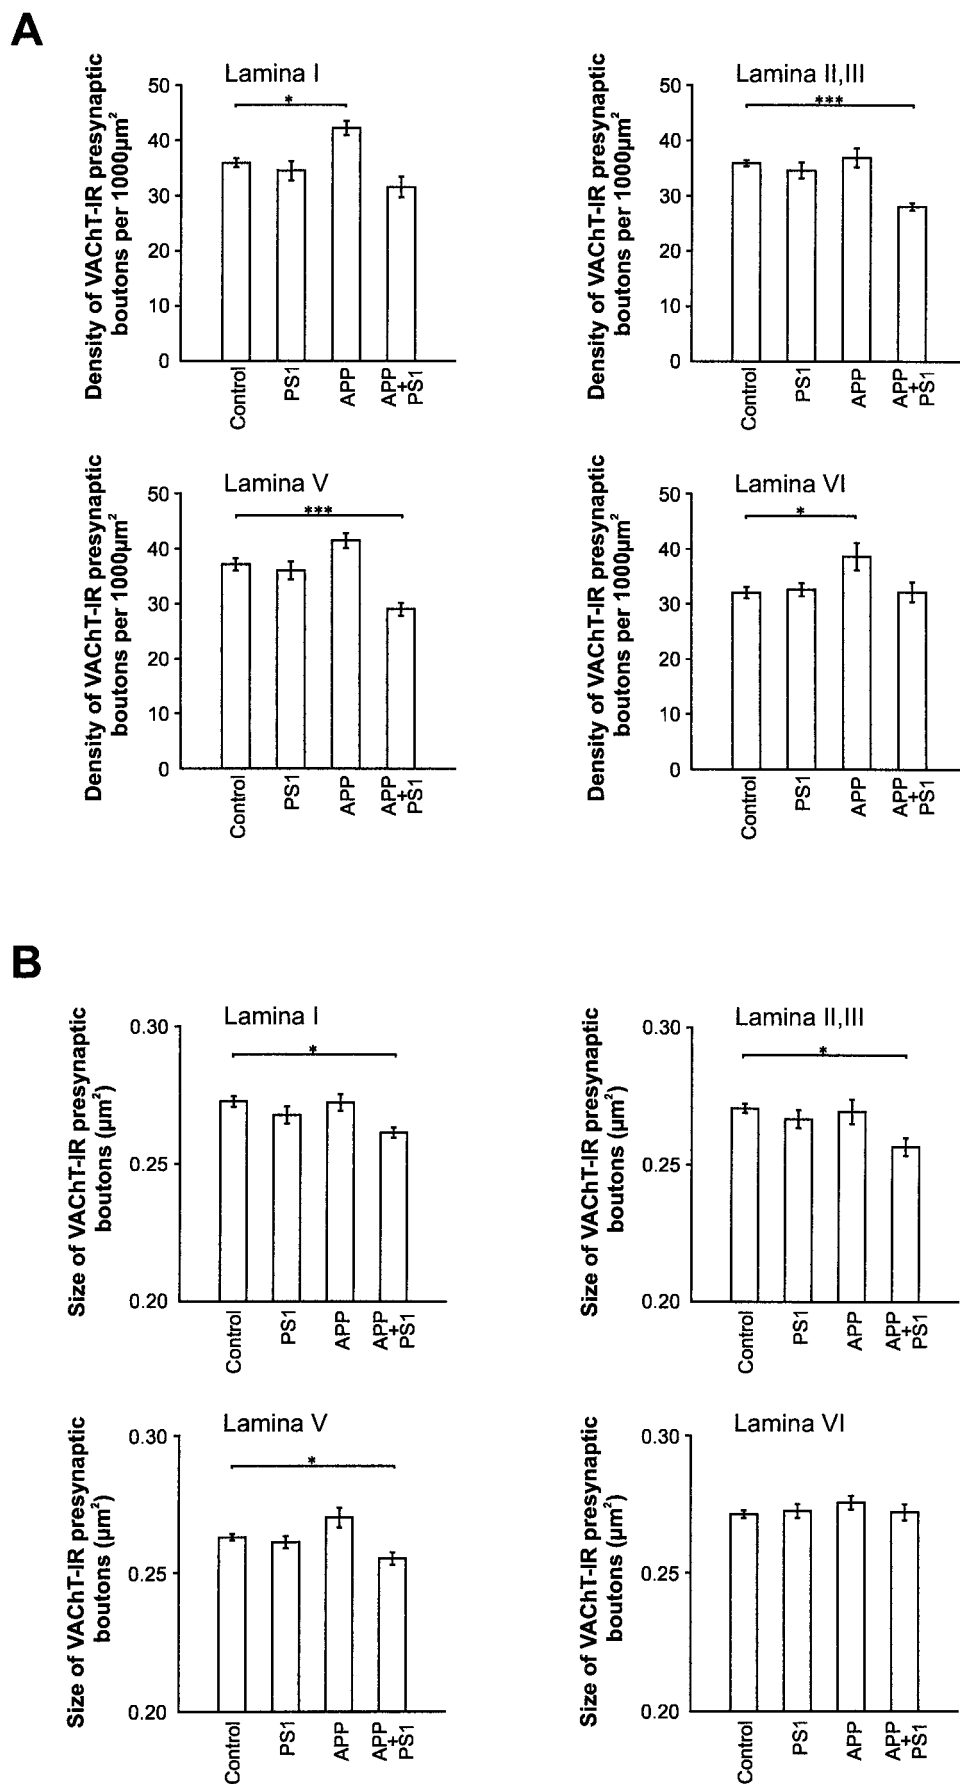 A
Lamina I
Density of VAChT-IR presynaptic
boutons per 1000µm²
50
40
30
20
10
0
*
Control
PS1
APP
APP
+
PS1
Lamina II,III
Density of VAChT-IR presynaptic
boutons per 1000µm²
50
40
30
20
10
0
***
Control
PS1
APP
APP
+
PS1
Lamina V
Density of VAChT-IR presynaptic
boutons per 1000µm²
50
40
30
20
10
0
***
Control
PS1
APP
APP
+
PS1
Lamina VI
Density of VAChT-IR presynaptic
boutons per 1000µm²
50
40
30
20
10
0
*
Control
PS1
APP
APP
+
PS1
B
Lamina I
Size of VAChT-IR presynaptic
boutons (µm²)
0.30
0.25
0.20
*
Control
PS1
APP
APP
+
PS1
Lamina II,III
Size of VAChT-IR presynaptic
boutons (µm²)
0.30
0.25
0.20
*
Control
PS1
APP
APP
+
PS1
Lamina V
Size of VAChT-IR presynaptic
boutons (µm²)
0.30
0.25
0.20
*
Control
PS1
APP
APP
+
PS1
Lamina VI
Size of VAChT-IR presynaptic
boutons (µm²)
0.30
0.25
0.20
Control
PS1
APP
APP
+
PS1